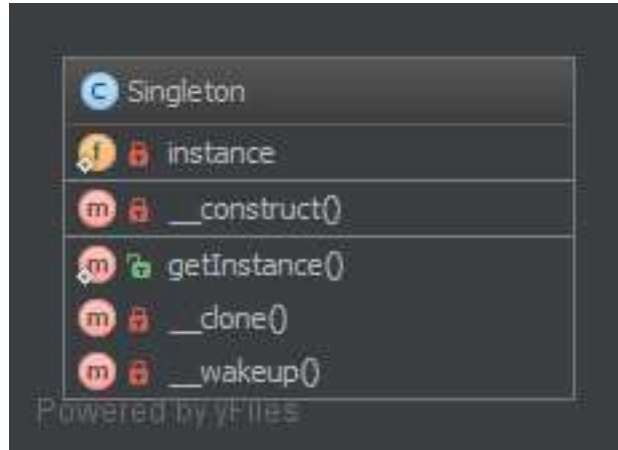 C Singleton
f instance
m __construct()
m getInstance()
m __clone()
m __wakeup()
Powered by yFiles